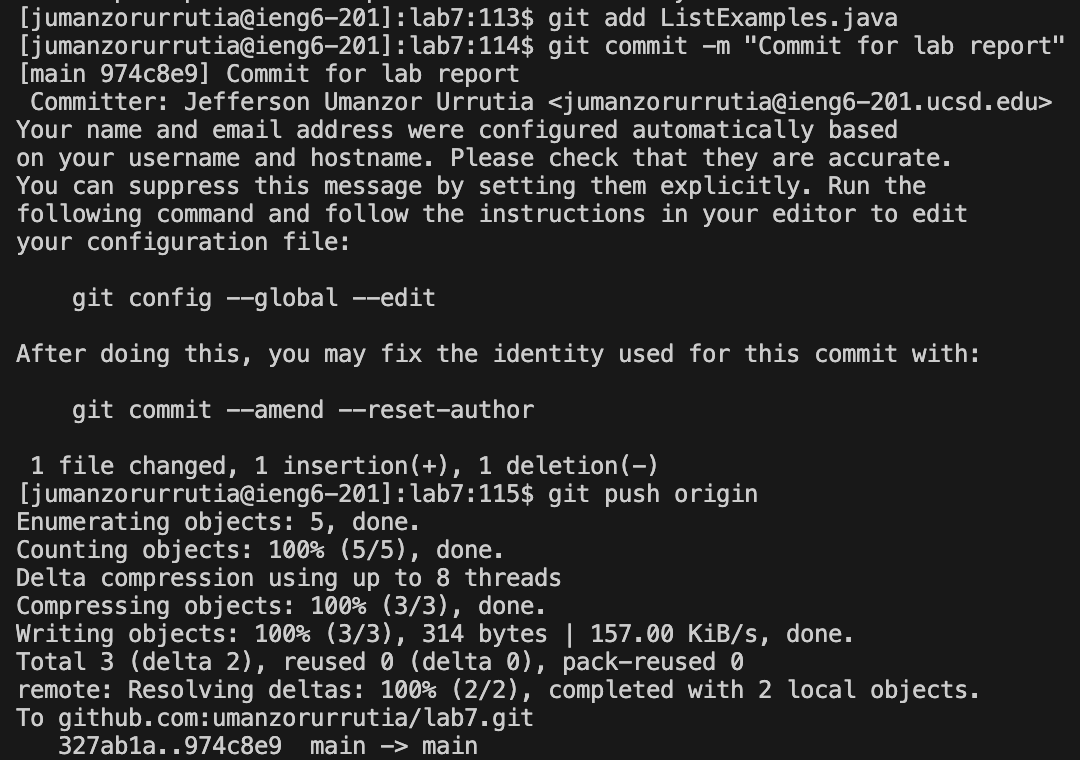 [jumanzorurrutia@ieng6-201]:lab7:113$ git add ListExamples.java
[jumanzorurrutia@ieng6-201]:lab7:114$ git commit -m "Commit for lab report"
[main 974c8e9] Commit for lab report
 Committer: Jefferson Umanzor Urrutia <jumanzorurrutia@ieng6-201.ucsd.edu>
Your name and email address were configured automatically based
on your username and hostname. Please check that they are accurate.
You can suppress this message by setting them explicitly. Run the
following command and follow the instructions in your editor to edit
your configuration file:

    git config --global --edit

After doing this, you may fix the identity used for this commit with:

    git commit --amend --reset-author

 1 file changed, 1 insertion(+), 1 deletion(-)
[jumanzorurrutia@ieng6-201]:lab7:115$ git push origin
Enumerating objects: 5, done.
Counting objects: 100% (5/5), done.
Delta compression using up to 8 threads
Compressing objects: 100% (3/3), done.
Writing objects: 100% (3/3), 314 bytes | 157.00 KiB/s, done.
Total 3 (delta 2), reused 0 (delta 0), pack-reused 0
remote: Resolving deltas: 100% (2/2), completed with 2 local objects.
To github.com:umanzorurrutia/lab7.git
   327ab1a..974c8e9  main -> main